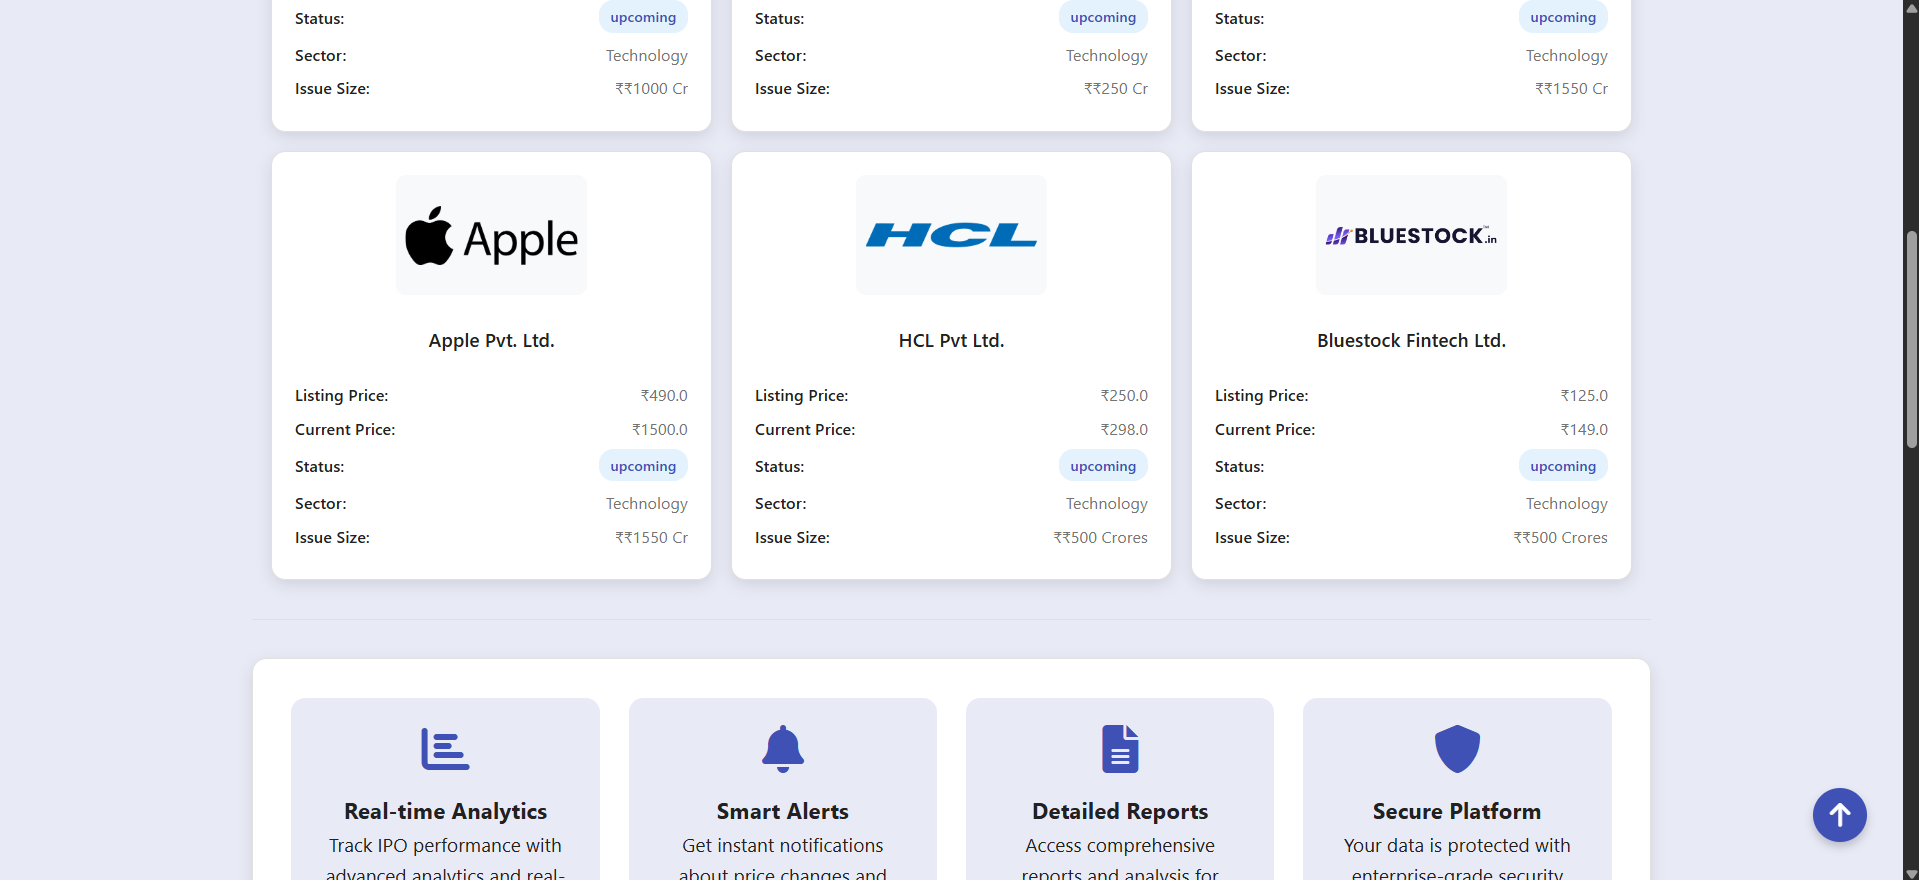 Status: upcoming
Sector: Technology
Issue Size: ₹₹1000 Cr
Status: upcoming
Sector: Technology
Issue Size: ₹₹250 Cr
Status: upcoming
Sector: Technology
Issue Size: ₹₹1550 Cr
Apple
Apple Pvt. Ltd.
Listing Price: ₹490.0
Current Price: ₹1500.0
Status: upcoming
Sector: Technology
Issue Size: ₹₹1550 Cr
HCL
HCL Pvt Ltd.
Listing Price: ₹250.0
Current Price: ₹298.0
Status: upcoming
Sector: Technology
Issue Size: ₹₹500 Crores
BLUESTOCK.in
Bluestock Fintech Ltd.
Listing Price: ₹125.0
Current Price: ₹149.0
Status: upcoming
Sector: Technology
Issue Size: ₹₹500 Crores
Real-time Analytics
Track IPO performance with
advanced analytics and real-
Smart Alerts
Get instant notifications
about price changes and
Detailed Reports
Access comprehensive
reports and analysis for
Secure Platform
Your data is protected with
enterprise-grade security